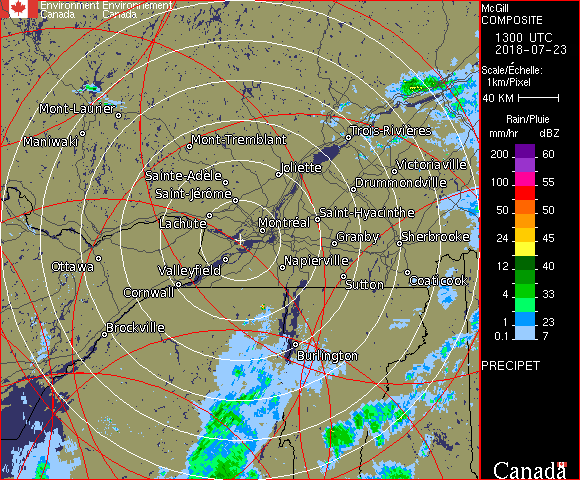 Environment Environnement
Canada Canada
McGill
COMPOSITE
1300 UTC
2018-07-23
Scale/Échelle:
1km/Pixel
40 KM
Rain/Pluie
mm/hr dBZ
200 60
100 55
50 50
24 45
12 40
4 33
1 23
0.1 7
PRECIPET
Canada
Mont-Laurier
Maniwaki
Mont-Tremblant
Trois-Rivières
Sainte-Adèle
Joliette
Victoriaville
Saint-Jérôme
Drummondville
Lachute
Montréal
Saint-Hyacinthe
Granby
Sherbrooke
Ottawa
Valleyfield
Napierville
Cornwall
Sutton
Coaticook
Brockville
Burlington